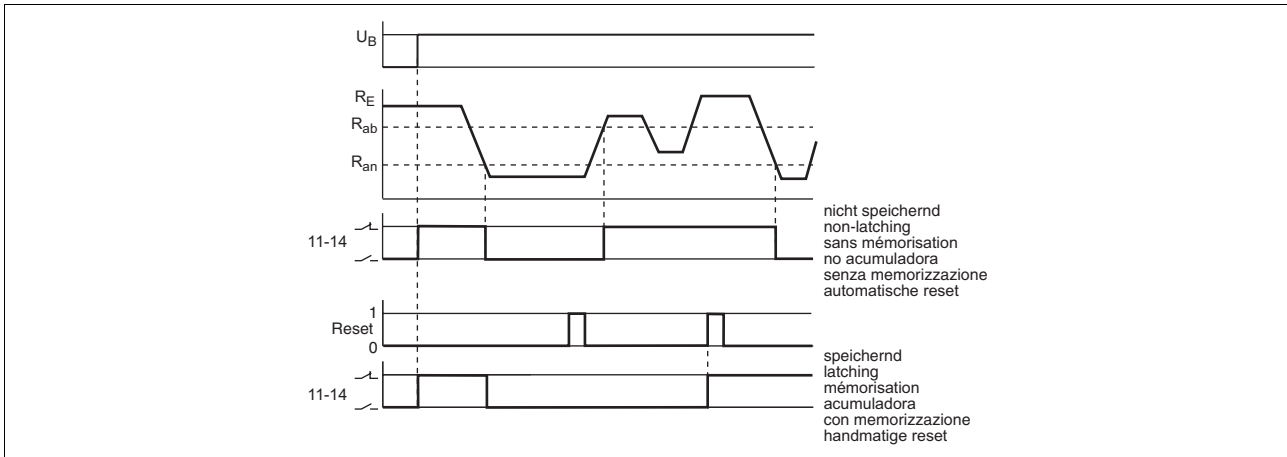 U_B
R_E
R_ab
R_an
11-14
nicht speichernd
non-latching
sans mémorisation
no acumuladora
senza memorizzazione
automatische reset
1
Reset
0
11-14
speichernd
latching
mémorisation
acumuladora
con memorizzazione
handmatige reset